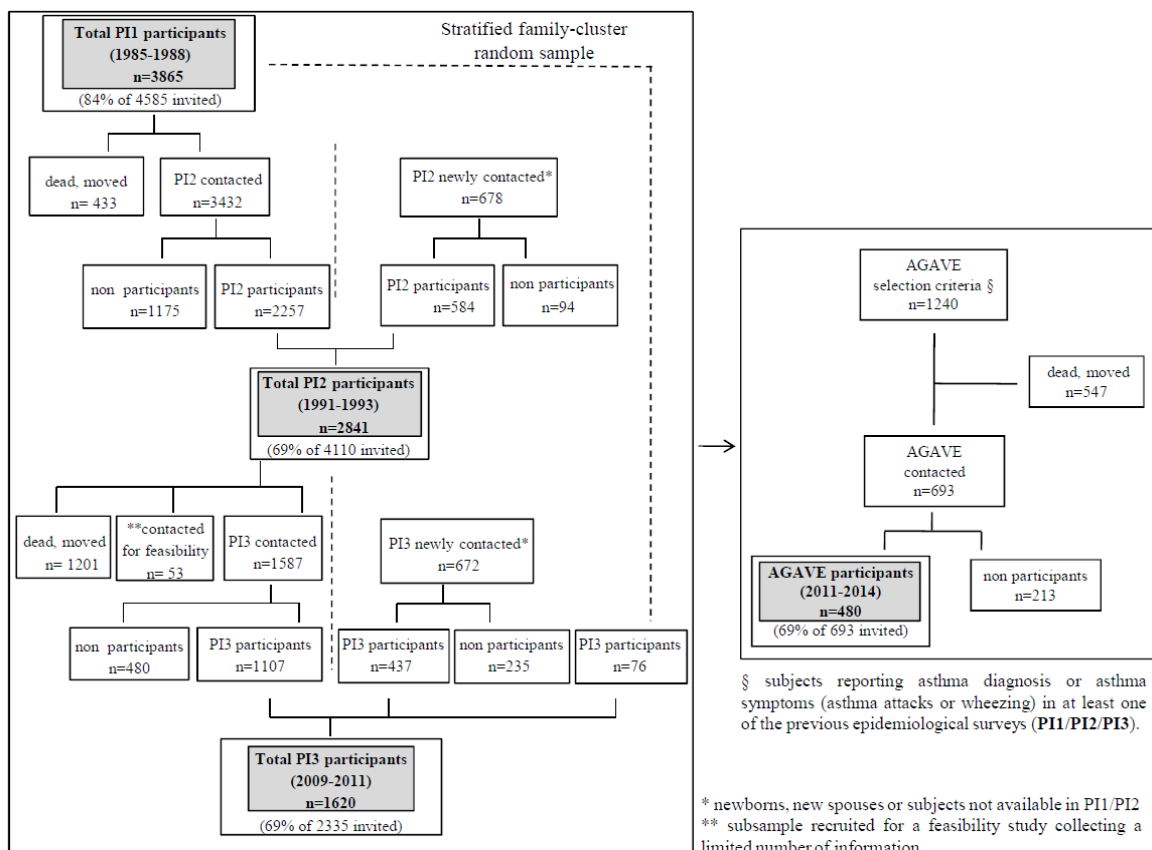 Total PI1 participants
(1985-1988)
n=3865
(84% of 4585 invited)
Stratified family-cluster
random sample
dead, moved
n= 433
PI2 contacted
n=3432
PI2 newly contacted*
n=678
non participants
n=1175
PI2 participants
n=2257
PI2 participants
n=584
non participants
n=94
Total PI2 participants
(1991-1993)
n=2841
(69% of 4110 invited)
dead, moved
n= 1201
**contacted
for feasibility
n= 53
PI3 contacted
n=1587
PI3 newly contacted*
n=672
non participants
n=480
PI3 participants
n=1107
PI3 participants
n=437
non participants
n=235
PI3 participants
n=76
Total PI3 participants
(2009-2011)
n=1620
(69% of 2335 invited)
AGAVE
selection criteria §
n=1240
dead, moved
n=547
AGAVE
contacted
n=693
AGAVE participants
(2011-2014)
n=480
(69% of 693 invited)
non participants
n=213
§ subjects reporting asthma diagnosis or asthma
symptoms (asthma attacks or wheezing) in at least one
of the previous epidemiological surveys (PI1/PI2/PI3).
* newborns, new spouses or subjects not available in PI1/PI2
** subsample recruited for a feasibility study collecting a
limited number of information